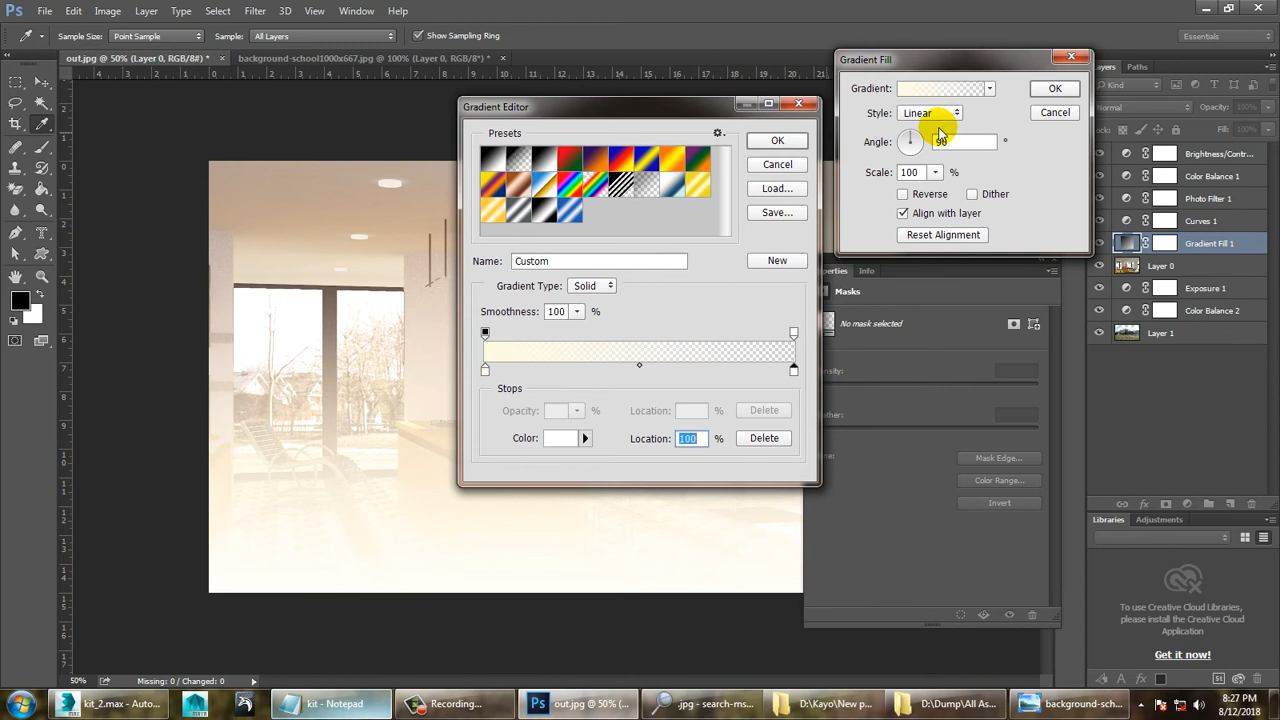 Ps File Edit Image Layer Type Select Filter 3D View Window Help
Sample Size: Point Sample Sample: All Layers Show Sampling Ring Essentials
out.jpg @ 50% (Layer 0, RGB/8#) * × background-school1000x667.jpg @ 100% (Layer 0, RGB/8*) * ×
Gradient Fill
Gradient: OK
Style: Linear Cancel
Angle: 90 °
Scale: 100 %
Reverse Dither
Align with layer
Reset Alignment
Gradient Editor
Presets
OK
Cancel
Load...
Save...
Name: Custom New
Gradient Type: Solid
Smoothness: 100 %
Stops
Opacity: % Location: % Delete
Color: Location: 100 % Delete
Layers Paths
Kind
Normal Opacity: 100%
Fill: 100%
Brightness/Contr...
Color Balance 1
Photo Filter 1
Curves 1
Gradient Fill 1
Layer 0
Exposure 1
Color Balance 2
Layer 1
Info
Masks
No mask selected
Mask Edge...
Color Range...
Invert
Libraries Adjustments
To use Creative Cloud Libraries,
please install the Creative Cloud
Application
Get it now!
50% Missing: 0 / Changed: 0
kit_2.max - Auto... kit - Notepad Recording... out.jpg @ 50% (... .jpg - search-ms... D:\Kayo\New p... D:\Dump\All As... background-sc...
8:27 PM
8/12/2018